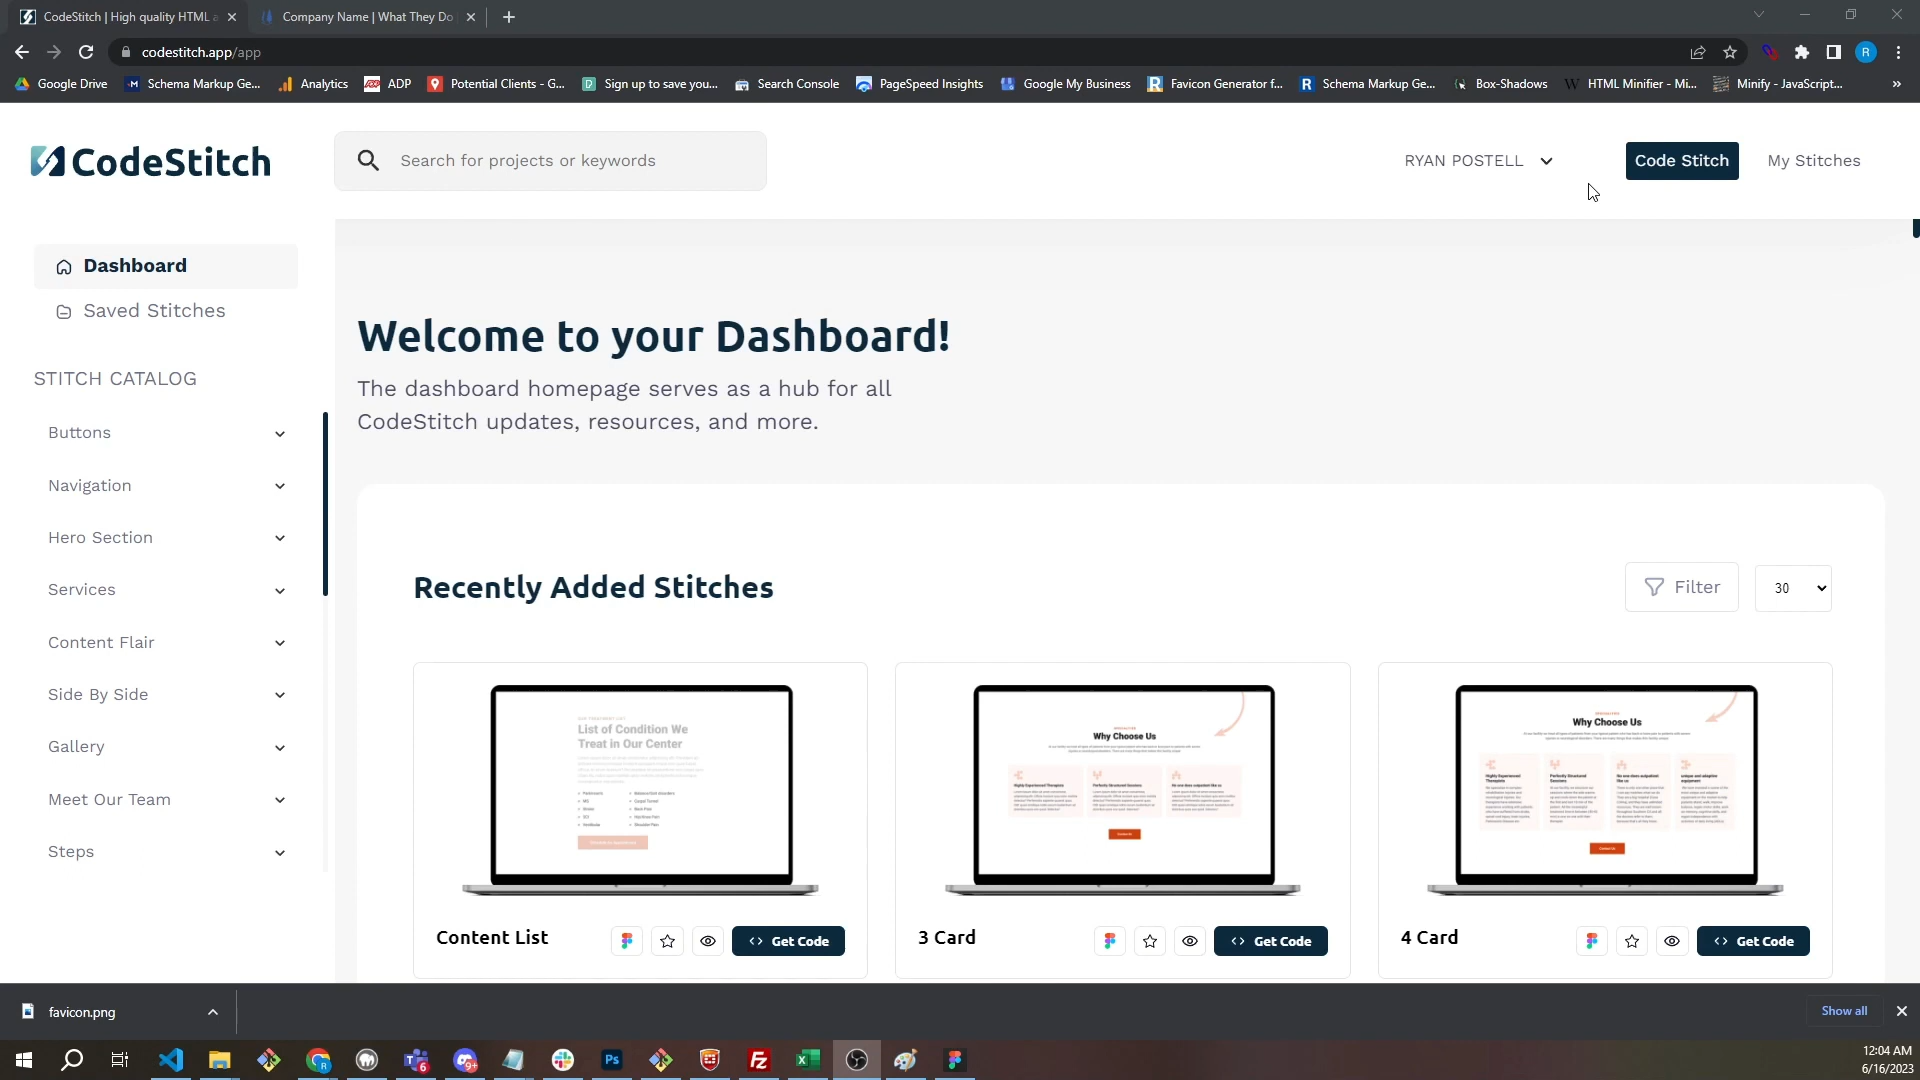 CodeStitch | High quality HTML a
Company Name | What They Do
codestitch.app/app
R
Google Drive
Schema Markup Ge...
Analytics
ADP
Potential Clients - G...
Sign up to save you...
Search Console
PageSpeed Insights
Google My Business
Favicon Generator f...
Schema Markup Ge...
Box-Shadows
HTML Minifier - Mi...
Minify - JavaScript...
CodeStitch
Search for projects or keywords
RYAN POSTELL
Code Stitch
My Stitches
Dashboard
Saved Stitches
STITCH CATALOG
Buttons
Navigation
Hero Section
Services
Content Flair
Side By Side
Gallery
Meet Our Team
Steps
Welcome to your Dashboard!
The dashboard homepage serves as a hub for all
CodeStitch updates, resources, and more.
Recently Added Stitches
Filter
30
List of Condition We
Treat in Our Center
Content List
Get Code
Why Choose Us
3 Card
Get Code
Why Choose Us
4 Card
Get Code
favicon.png
Show all
12:04 AM
6/16/2023